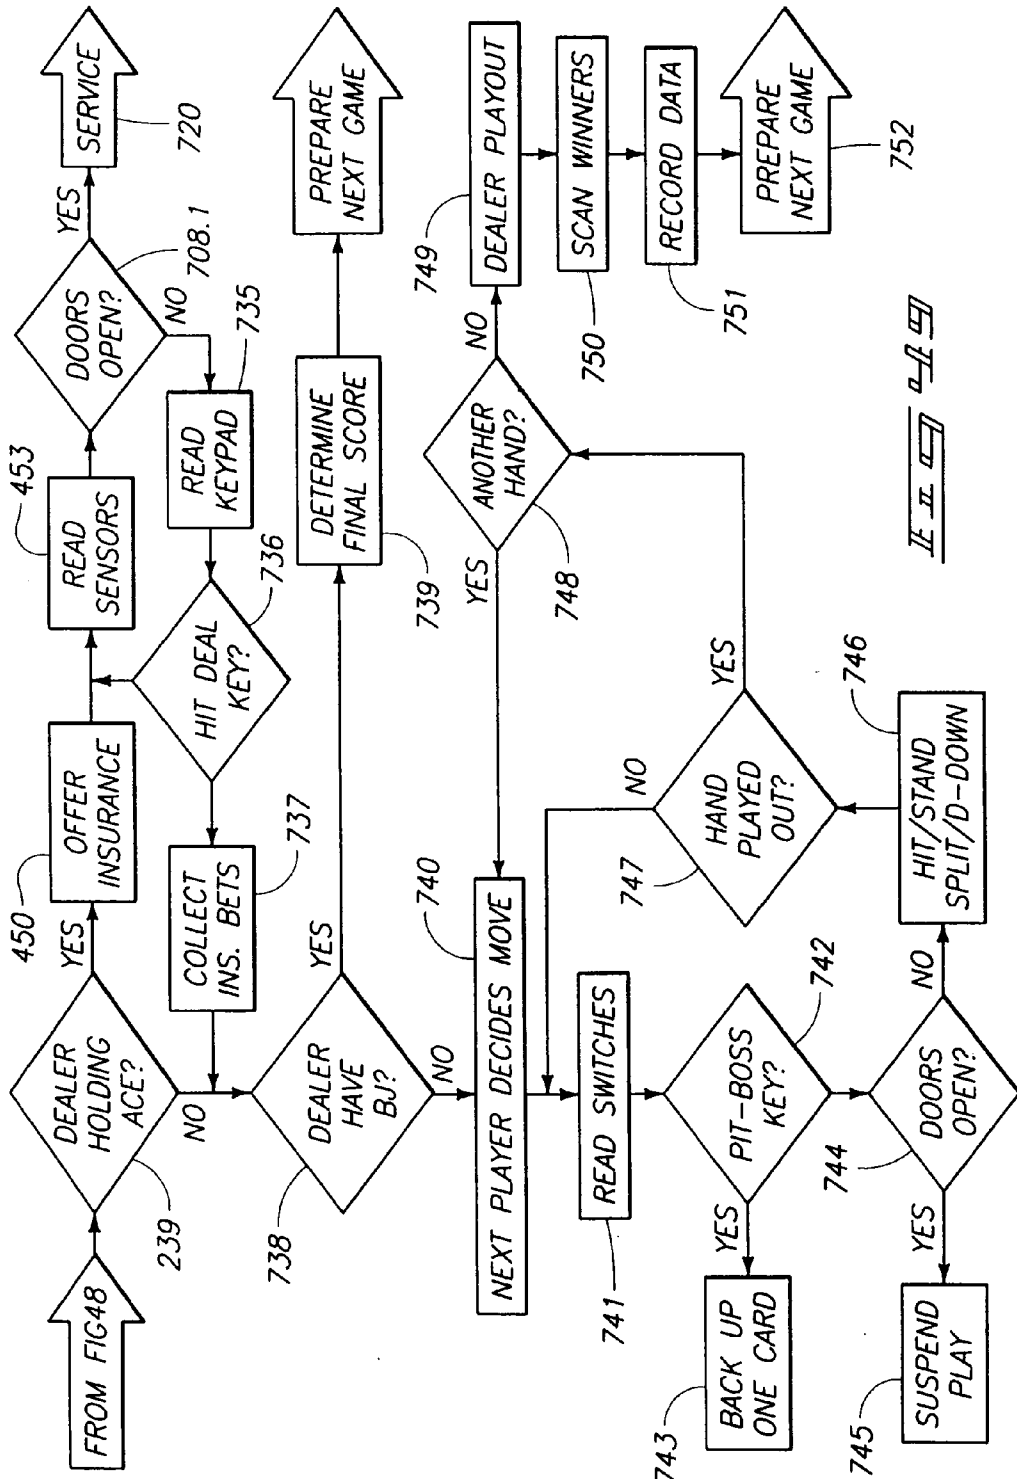 FROM FIG48
DEALER
HOLDING
ACE?
239
YES
NO
450
OFFER
INSURANCE
453
READ
SENSORS
DOORS
OPEN?
708.1
YES
NO
SERVICE
720
READ
KEYPAD
735
HIT DEAL
KEY?
736
COLLECT
INS. BETS
737
DEALER
HAVE
BJ?
738
YES
NO
DETERMINE
FINAL SCORE
739
PREPARE
NEXT GAME
NEXT PLAYER DECIDES MOVE
740
READ SWITCHES
741
PIT-BOSS
KEY?
742
YES
BACK UP
ONE CARD
743
DOORS
OPEN?
744
YES
NO
SUSPEND
PLAY
745
HIT/STAND
SPLIT/D-DOWN
746
HAND
PLAYED
OUT?
747
NO
YES
ANOTHER
HAND?
748
YES
NO
749
DEALER PLAYOUT
SCAN WINNERS
750
RECORD DATA
751
PREPARE
NEXT GAME
752
FIG 49